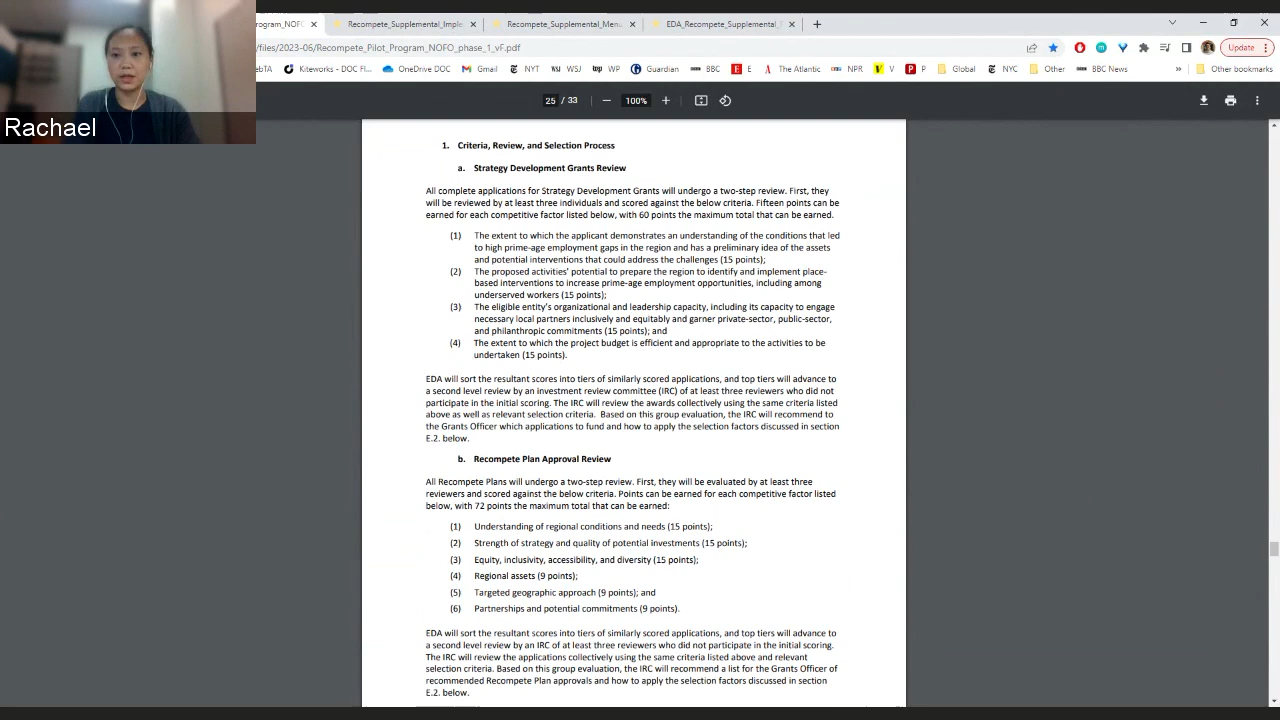 rogram_NOFO_
Recompete_Supplemental_Imple
Recompete_Supplemental_Menu
EDA_Recompete_Supplemental_F
/files/2023-06/Recompete_Pilot_Program_NOFO_phase_1_vF.pdf
Update
ebTA
Kiteworks - DOC Fl...
OneDrive DOC
Gmail
NYT
WSJ
WP
Guardian
BBC
E
The Atlantic
NPR
V
P
Global
NYC
Other
BBC News
»
Other bookmarks
25 / 33
100%
Rachael
1. Criteria, Review, and Selection Process
a. Strategy Development Grants Review
All complete applications for Strategy Development Grants will undergo a two-step review. First, they
will be reviewed by at least three individuals and scored against the below criteria. Fifteen points can be
earned for each competitive factor listed below, with 60 points the maximum total that can be earned.
(1) The extent to which the applicant demonstrates an understanding of the conditions that led
to high prime-age employment gaps in the region and has a preliminary idea of the assets
and potential interventions that could address the challenges (15 points);
(2) The proposed activities' potential to prepare the region to identify and implement place-
based interventions to increase prime-age employment opportunities, including among
underserved workers (15 points);
(3) The eligible entity's organizational and leadership capacity, including its capacity to engage
necessary local partners inclusively and equitably and garner private-sector, public-sector,
and philanthropic commitments (15 points); and
(4) The extent to which the project budget is efficient and appropriate to the activities to be
undertaken (15 points).
EDA will sort the resultant scores into tiers of similarly scored applications, and top tiers will advance to
a second level review by an investment review committee (IRC) of at least three reviewers who did not
participate in the initial scoring. The IRC will review the awards collectively using the same criteria listed
above as well as relevant selection criteria. Based on this group evaluation, the IRC will recommend to
the Grants Officer which applications to fund and how to apply the selection factors discussed in section
E.2. below.
b. Recompete Plan Approval Review
All Recompete Plans will undergo a two-step review. First, they will be evaluated by at least three
reviewers and scored against the below criteria. Points can be earned for each competitive factor listed
below, with 72 points the maximum total that can be earned:
(1) Understanding of regional conditions and needs (15 points);
(2) Strength of strategy and quality of potential investments (15 points);
(3) Equity, inclusivity, accessibility, and diversity (15 points);
(4) Regional assets (9 points);
(5) Targeted geographic approach (9 points); and
(6) Partnerships and potential commitments (9 points).
EDA will sort the resultant scores into tiers of similarly scored applications, and top tiers will advance to
a second level review by an IRC of at least three reviewers who did not participate in the initial scoring.
The IRC will review the applications collectively using the same criteria listed above and relevant
selection criteria. Based on this group evaluation, the IRC will recommend a list for the Grants Officer of
recommended Recompete Plan approvals and how to apply the selection factors discussed in section
E.2. below.